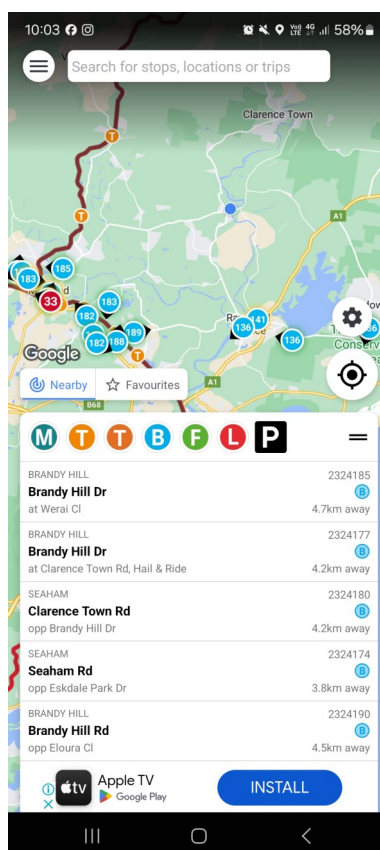 10:03
Vo))
LTE
4G
58%
Search for stops, locations or trips
Clarence Town
T
T
A1
183
185
33
183
182
182
188
189
T
136
141
136
Google
Conserv
Nearby
Favourites
A1
B68
M
T
T
B
F
L
P
BRANDY HILL
2324185
Brandy Hill Dr
B
at Werai Cl
4.7km away
BRANDY HILL
2324177
Brandy Hill Dr
B
at Clarence Town Rd, Hail & Ride
4.2km away
SEAHAM
2324180
Clarence Town Rd
B
opp Brandy Hill Dr
4.2km away
SEAHAM
2324174
Seaham Rd
B
opp Eskdale Park Dr
3.8km away
BRANDY HILL
2324190
Brandy Hill Rd
B
opp Eloura Cl
4.5km away
tv
Apple TV
Google Play
INSTALL